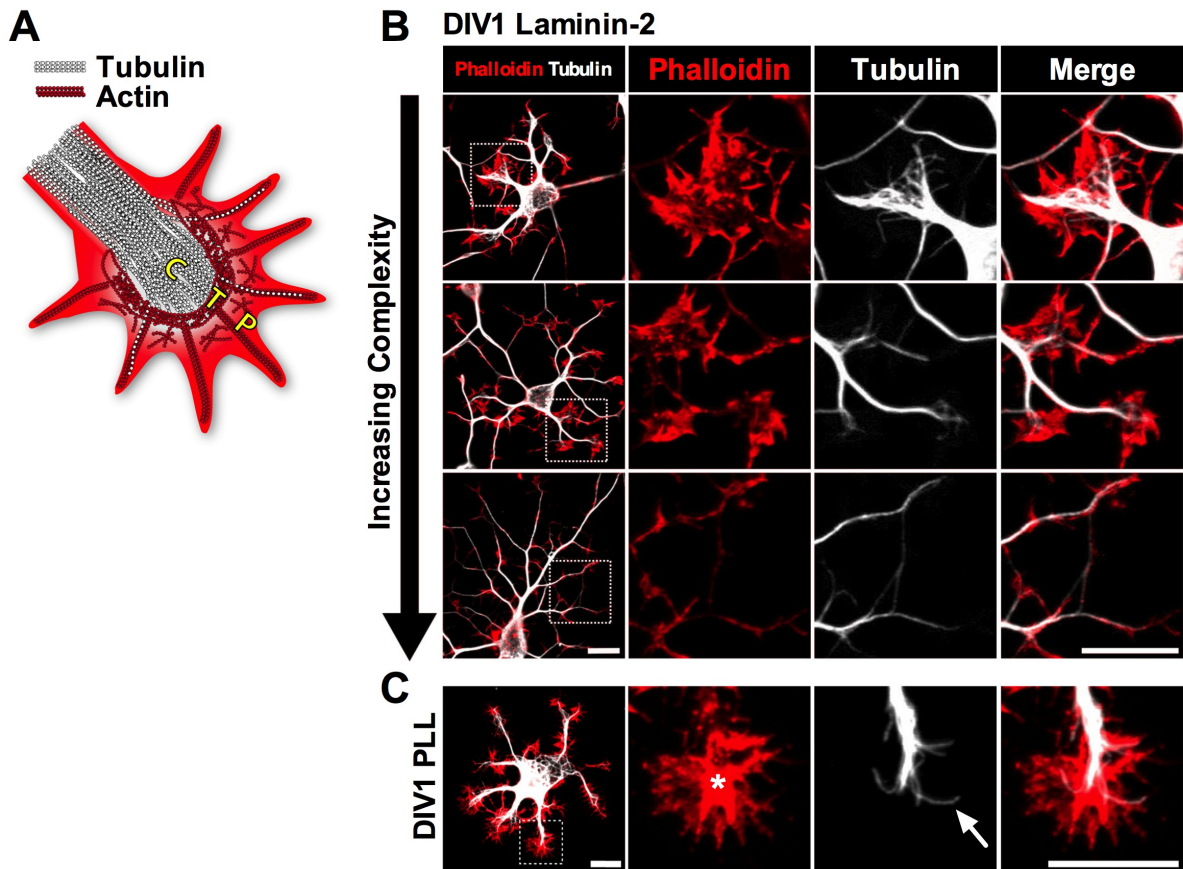 A
Tubulin
Actin
C
T
P
B
DIV1 Laminin-2
Phalloidin Tubulin
Phalloidin
Tubulin
Merge
Increasing Complexity
C
DIV1 PLL
*